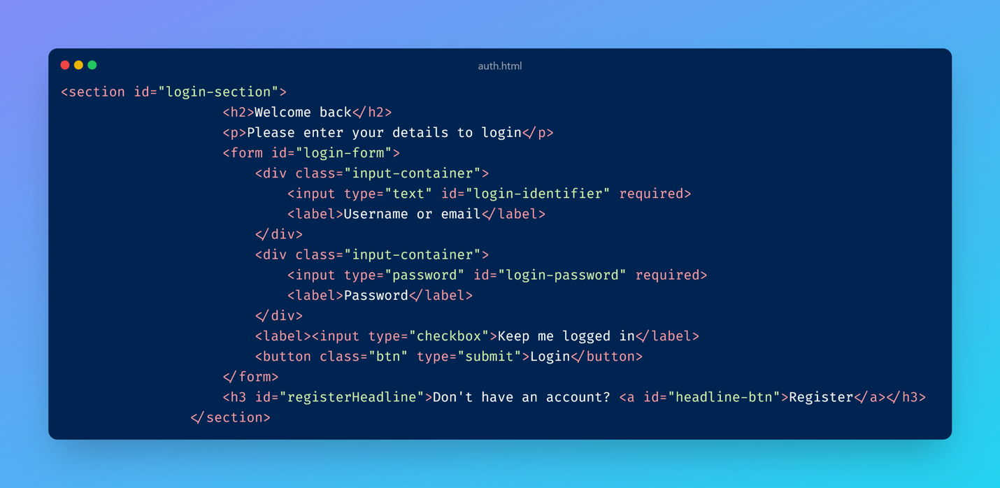 auth.html
<section id="login-section">
                    <h2>Welcome back</h2>
                    <p>Please enter your details to login</p>
                    <form id="login-form">
                        <div class="input-container">
                            <input type="text" id="login-identifier" required>
                            <label>Username or email</label>
                        </div>
                        <div class="input-container">
                            <input type="password" id="login-password" required>
                            <label>Password</label>
                        </div>
                        <label><input type="checkbox">Keep me logged in</label>
                        <button class="btn" type="submit">Login</button>
                    </form>
                    <h3 id="registerHeadline">Don't have an account? <a id="headline-btn">Register</a></h3>
                </section>